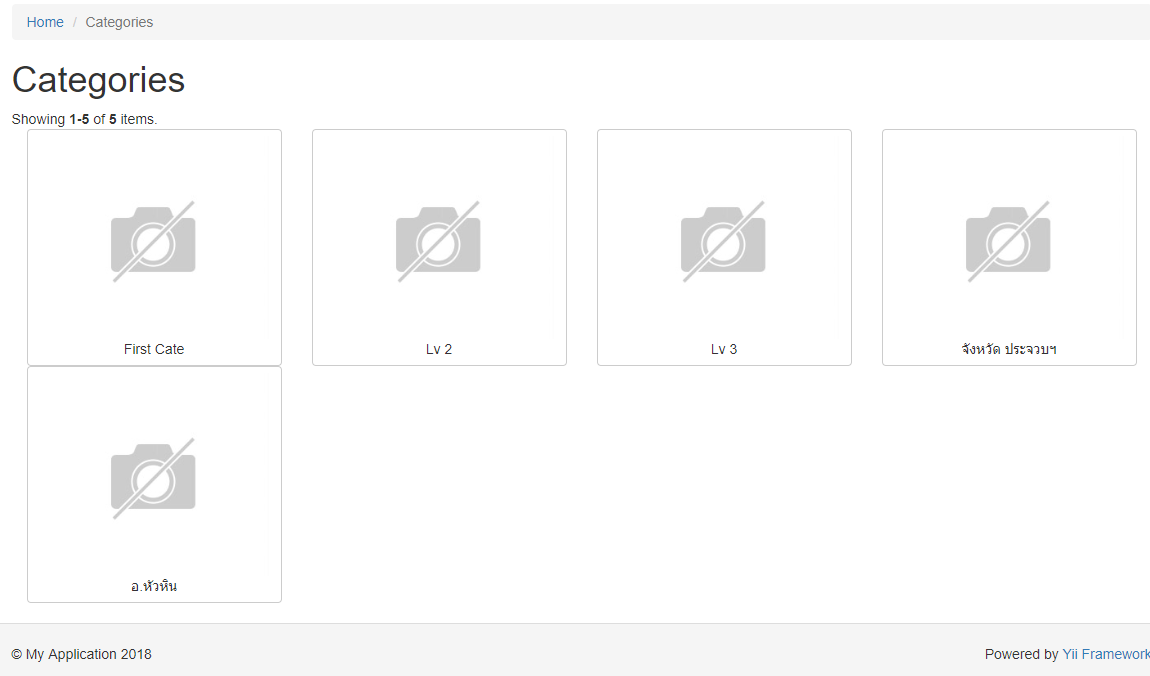 Home / Categories
Categories
Showing 1-5 of 5 items.
First Cate
Lv 2
Lv 3
จังหวัด ประจวบฯ
อ.หัวหิน
© My Application 2018
Powered by Yii Framework